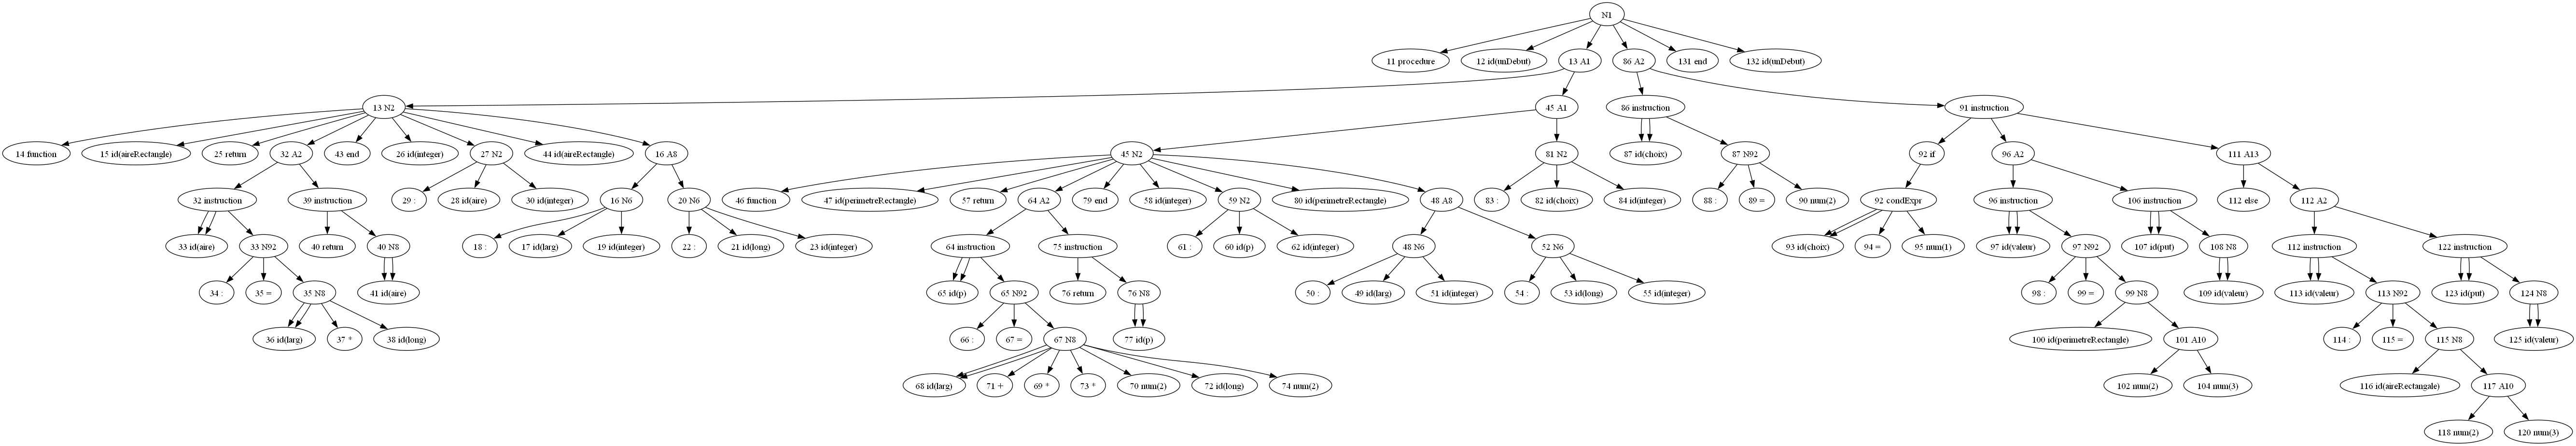 N1
11 procedure
12 id(unDebut)
13 A1
86 A2
131 end
132 id(unDebut)
13 N2
45 A1
86 instruction
91 instruction
14 function
15 id(aireRectangle)
25 return
32 A2
43 end
26 id(integer)
27 N2
44 id(aireRectangle)
16 A8
45 N2
81 N2
87 id(choix)
87 N92
92 if
96 A2
111 A13
32 instruction
39 instruction
29 :
28 id(aire)
30 id(integer)
16 N6
20 N6
46 function
47 id(perimetreRectangle)
57 return
64 A2
79 end
58 id(integer)
59 N2
80 id(perimetreRectangle)
48 A8
83 :
82 id(choix)
84 id(integer)
88 :
89 =
90 num(2)
92 condExpr
96 instruction
106 instruction
112 else
112 A2
33 id(aire)
33 N92
40 return
40 N8
18 :
17 id(larg)
19 id(integer)
22 :
21 id(long)
23 id(integer)
64 instruction
75 instruction
61 :
60 id(p)
62 id(integer)
48 N6
52 N6
93 id(choix)
94 =
95 num(1)
97 id(valeur)
97 N92
107 id(put)
108 N8
112 instruction
122 instruction
34 :
35 =
35 N8
41 id(aire)
65 id(p)
65 N92
76 return
76 N8
50 :
49 id(larg)
51 id(integer)
54 :
53 id(long)
55 id(integer)
98 :
99 =
99 N8
109 id(valeur)
113 id(valeur)
113 N92
123 id(put)
124 N8
36 id(larg)
37 *
38 id(long)
66 :
67 =
67 N8
77 id(p)
100 id(perimetreRectangle)
101 A10
114 :
115 =
115 N8
125 id(valeur)
68 id(larg)
71 +
69 *
73 *
70 num(2)
72 id(long)
74 num(2)
102 num(2)
104 num(3)
116 id(aireRectangale)
117 A10
118 num(2)
120 num(3)